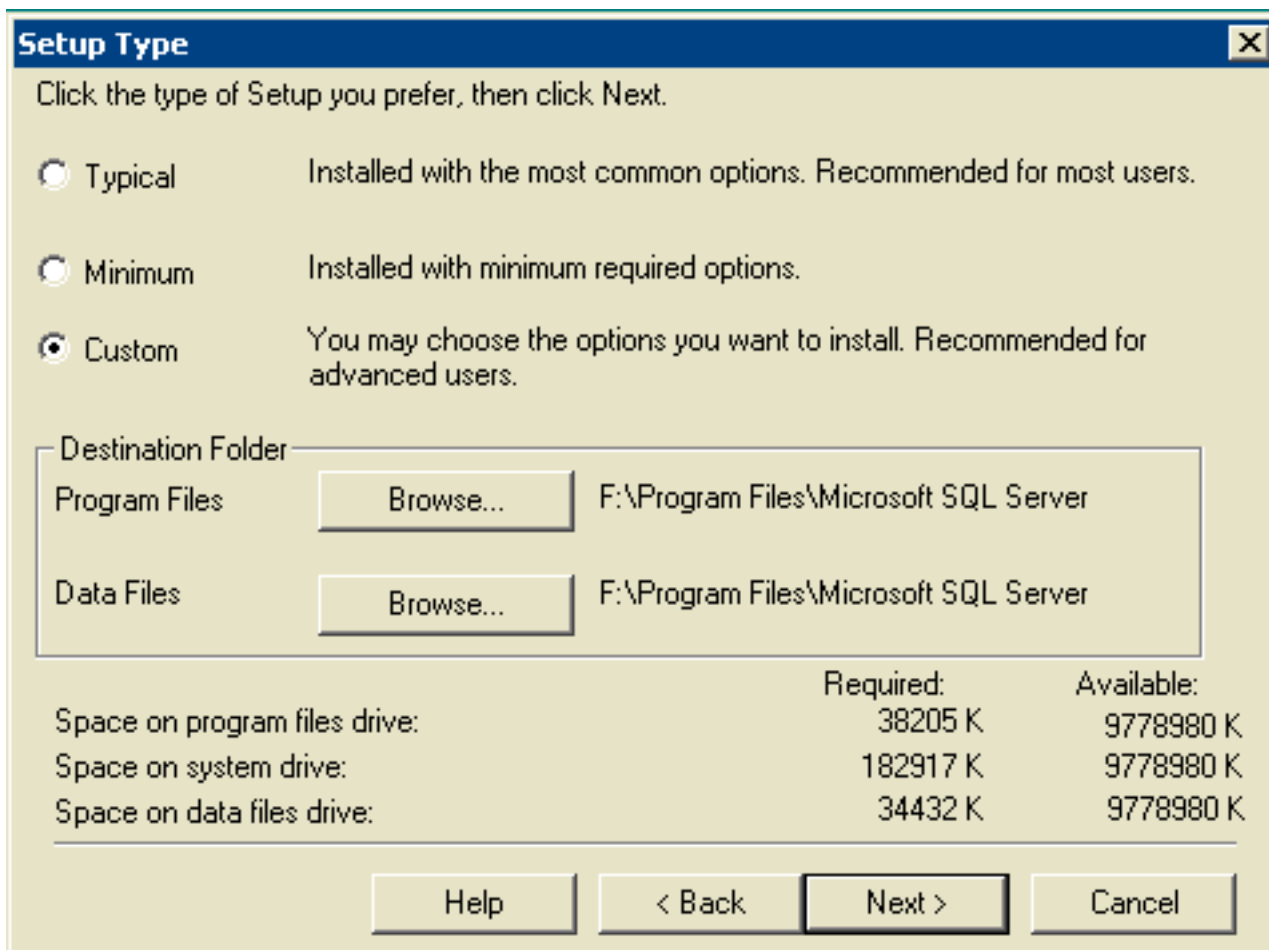 Setup Type
Click the type of Setup you prefer, then click Next.
Typical Installed with the most common options. Recommended for most users.
Minimum Installed with minimum required options.
Custom You may choose the options you want to install. Recommended for
advanced users.
Destination Folder
Program Files Browse... F:\Program Files\Microsoft SQL Server
Data Files Browse... F:\Program Files\Microsoft SQL Server
Required: Available:
Space on program files drive: 38205 K 9778980 K
Space on system drive: 182917 K 9778980 K
Space on data files drive: 34432 K 9778980 K
Help < Back Next > Cancel